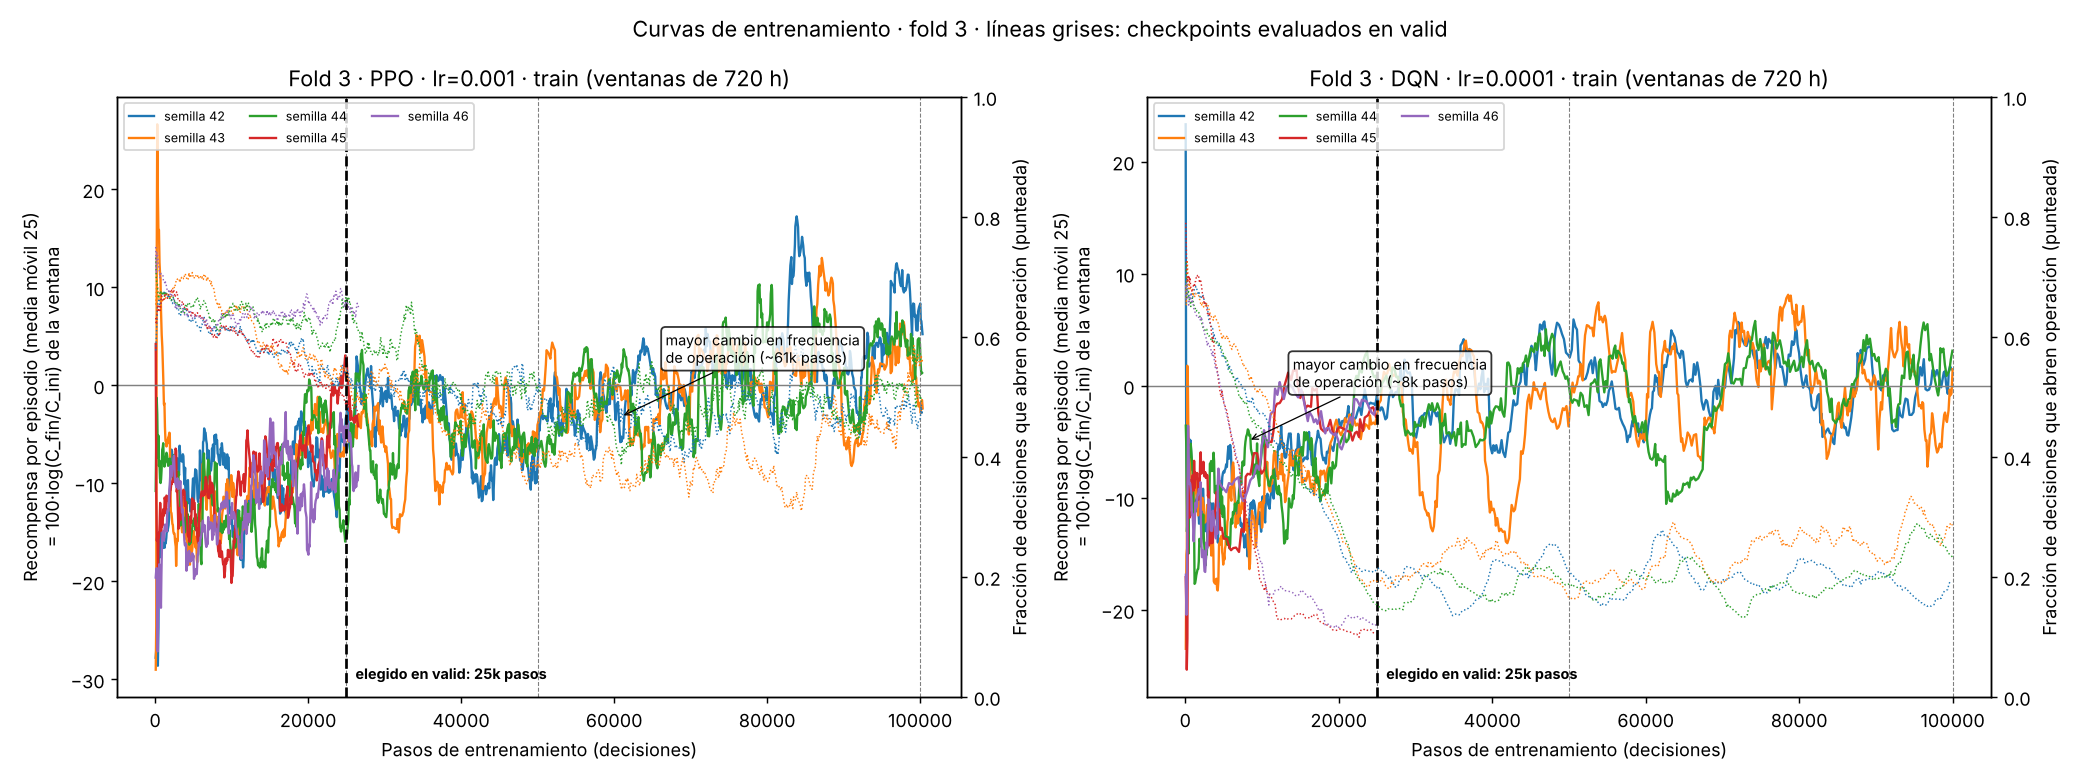 Curvas de entrenamiento · fold 3 · líneas grises: checkpoints evaluados en valid
Fold 3 · PPO · lr=0.001 · train (ventanas de 720 h)
semilla 42
semilla 43
semilla 44
semilla 45
semilla 46
Recompensa por episodio (media móvil 25)
= 100·log(C_fin/C_ini) de la ventana
20
10
0
−10
−20
−30
1.0
0.8
0.6
0.4
0.2
0.0
Fracción de decisiones que abren operación (punteada)
mayor cambio en frecuencia
de operación (~61k pasos)
elegido en valid: 25k pasos
0
20000
40000
60000
80000
100000
Pasos de entrenamiento (decisiones)
Fold 3 · DQN · lr=0.0001 · train (ventanas de 720 h)
semilla 42
semilla 43
semilla 44
semilla 45
semilla 46
Recompensa por episodio (media móvil 25)
= 100·log(C_fin/C_ini) de la ventana
20
10
0
−10
−20
1.0
0.8
0.6
0.4
0.2
0.0
Fracción de decisiones que abren operación (punteada)
mayor cambio en frecuencia
de operación (~8k pasos)
elegido en valid: 25k pasos
0
20000
40000
60000
80000
100000
Pasos de entrenamiento (decisiones)